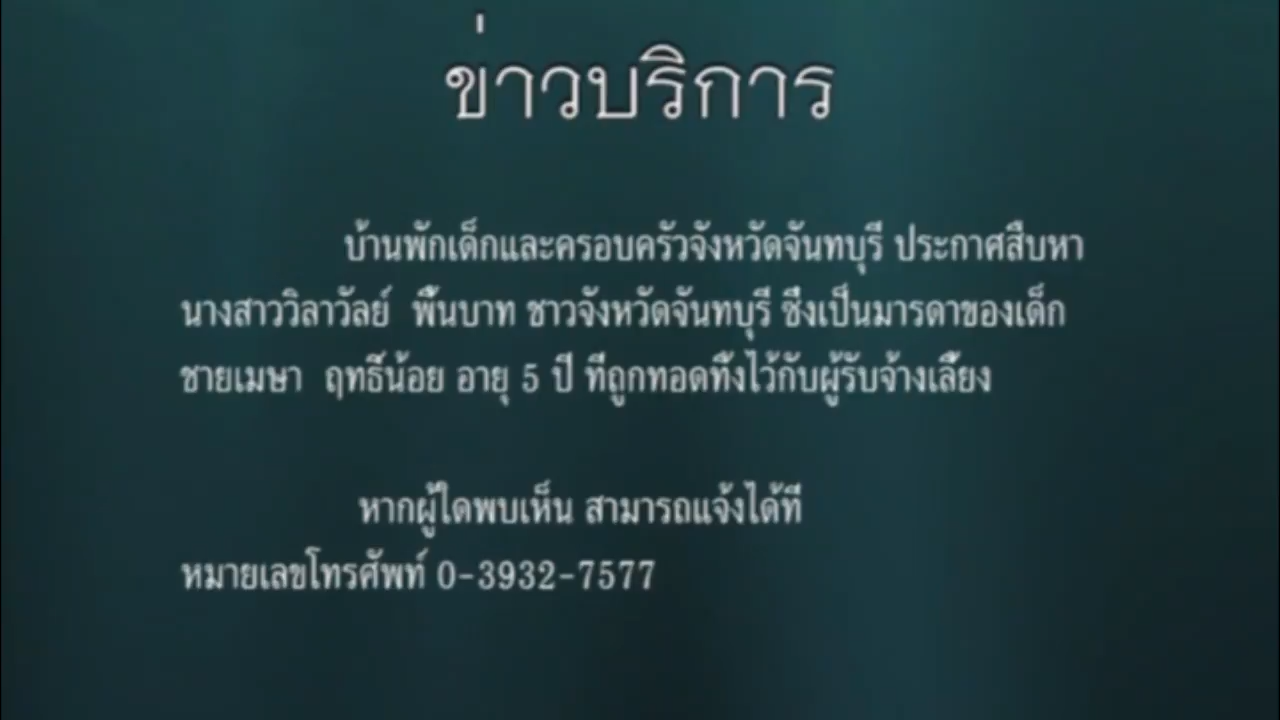 ข่าวบริการ
บ้านพักเด็กและครอบครัวจังหวัดจันทบุรี ประกาศสืบหา
นางสาววิลาวัลย์ พื้นบาท ชาวจังหวัดจันทบุรี ซึ่งเป็นมารดาของเด็ก
ชายเมษา ฤทธิ์น้อย อายุ 5 ปี ที่ถูกทอดทิ้งไว้กับผู้รับจ้างเลี้ยง
หากผู้ใดพบเห็น สามารถแจ้งได้ที่
หมายเลขโทรศัพท์ 0-3932-7577